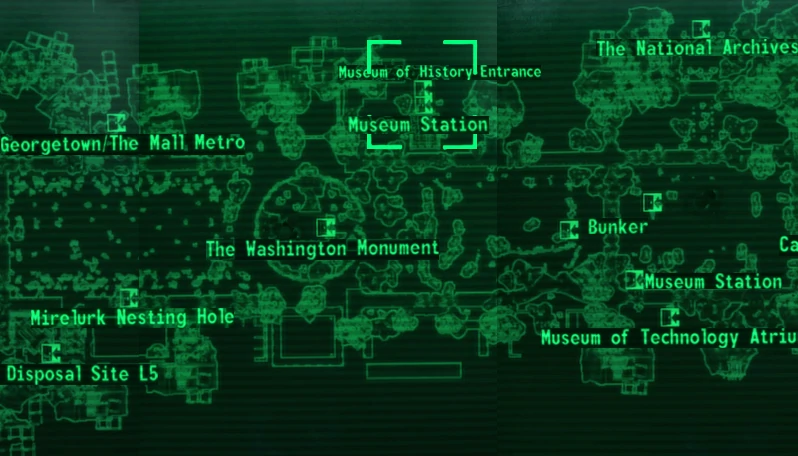 The National Archives
Museum of History Entrance
Museum Station
Georgetown/The Mall Metro
Bunker
The Washington Monument
Ca
Museum Station
Mirelurk Nesting Hole
Museum of Technology Atriu
Disposal Site L5